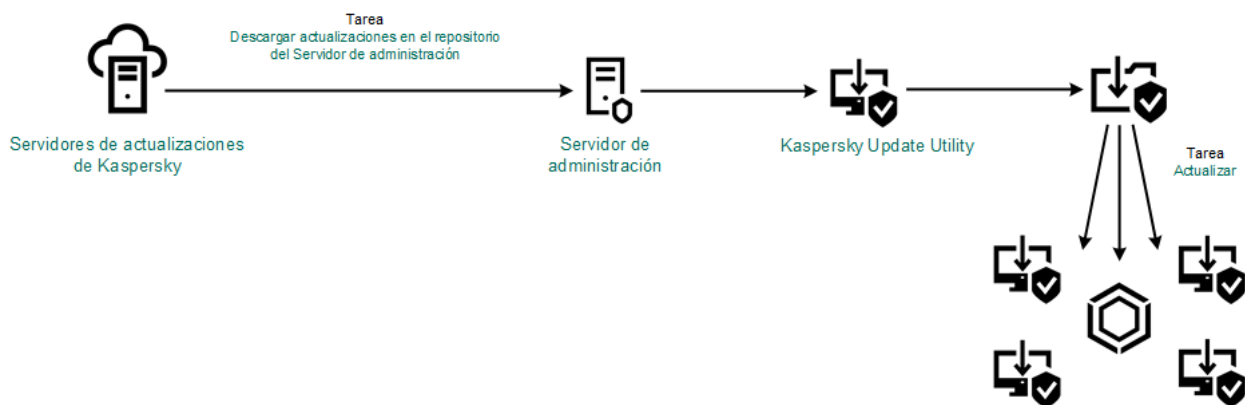 Tarea
Descargar actualizaciones en el repositorio
del Servidor de administración
Servidores de actualizaciones
de Kaspersky
Servidor de
administración
Kaspersky Update Utility
Tarea
Actualizar